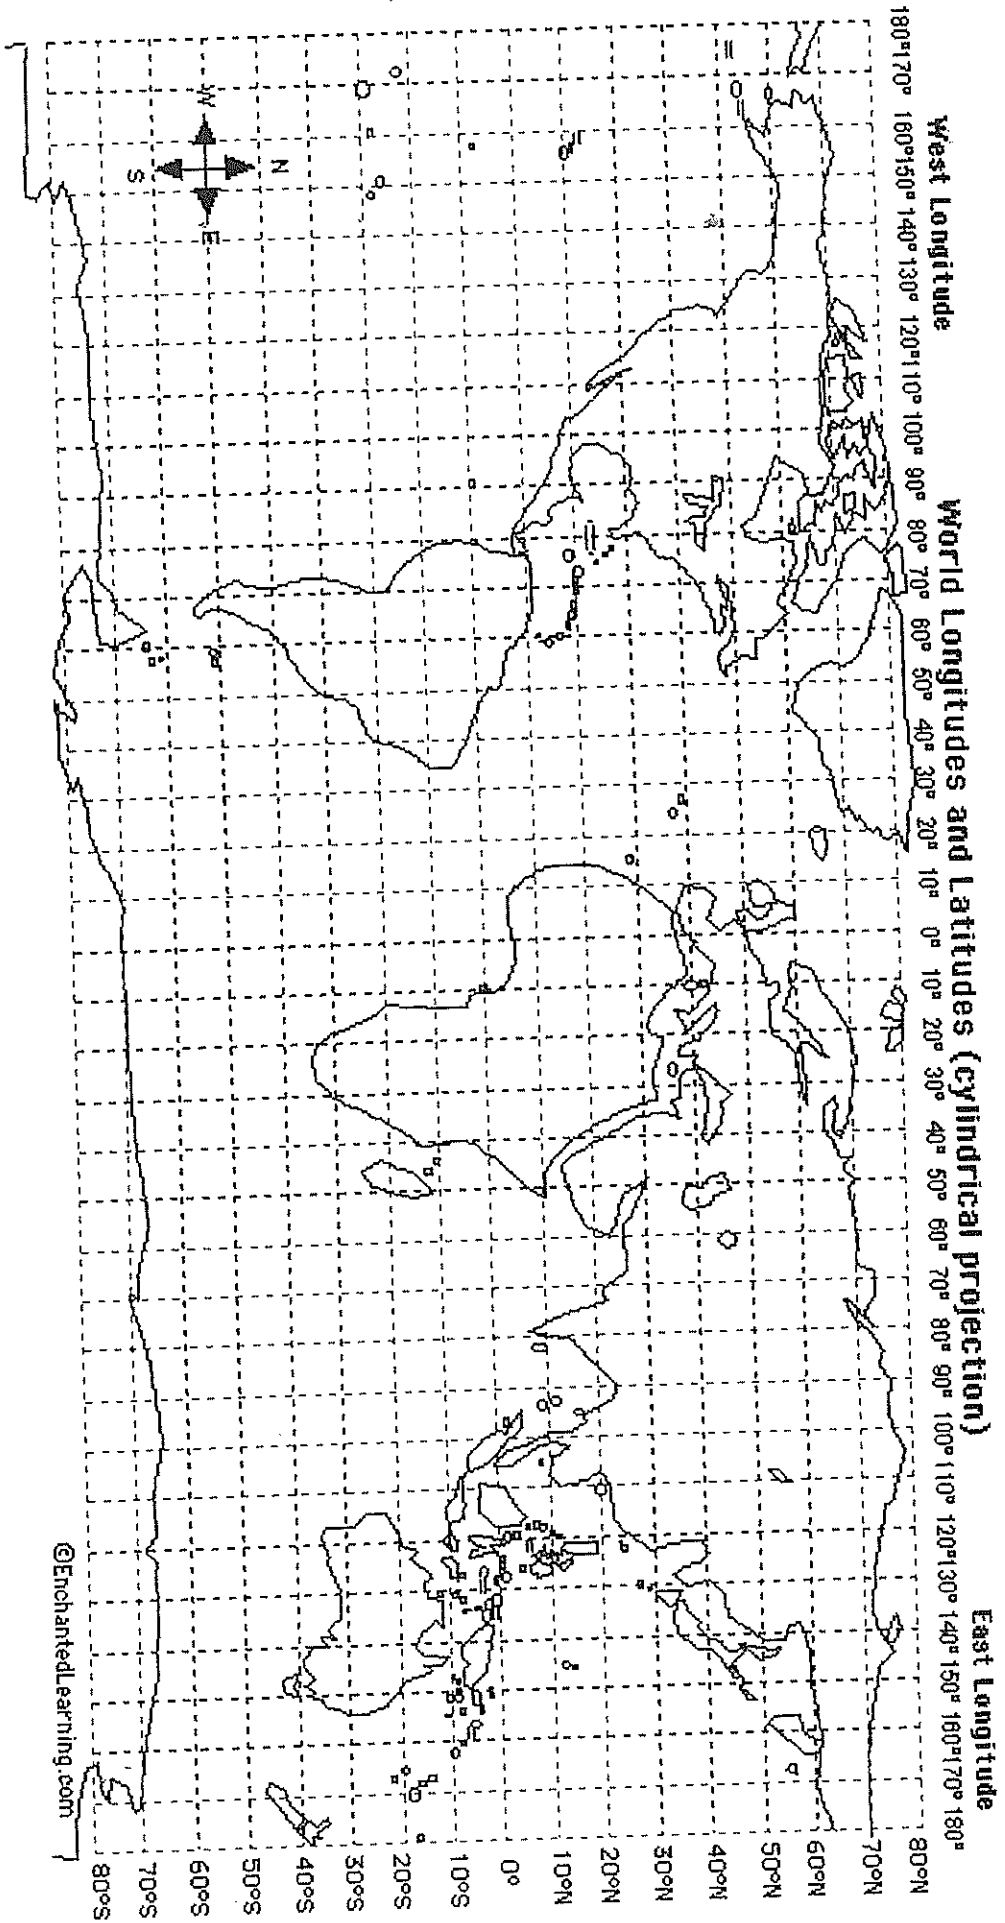 World Longitudes and Latitudes (cylindrical projection)
West Longitude
East Longitude
180° 170° 160° 150° 140° 130° 120° 110° 100° 90° 80° 70° 60° 50° 40° 30° 20° 10° 0° 10° 20° 30° 40° 50° 60° 70° 80° 90° 100° 110° 120° 130° 140° 150° 160° 170° 180°
80°N
70°N
60°N
50°N
40°N
30°N
20°N
10°N
0°
10°S
20°S
30°S
40°S
50°S
60°S
70°S
80°S
N
W
E
S
©EnchantedLearning.com